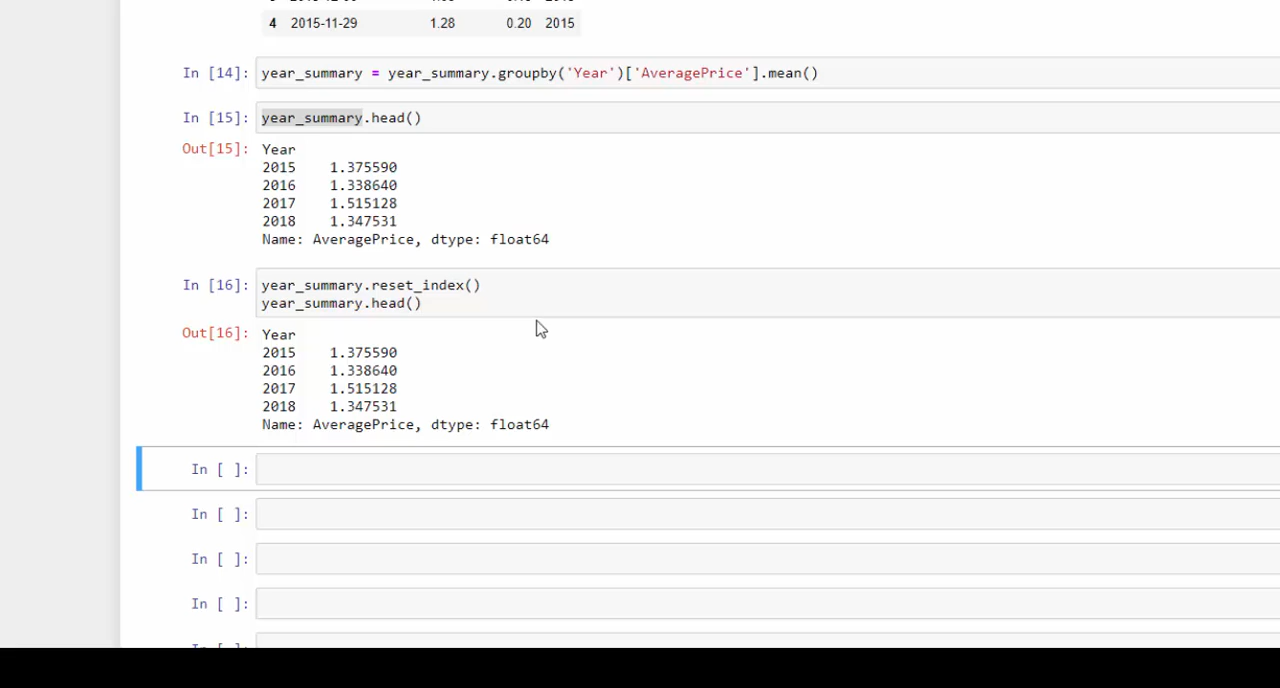 4 2015-11-29 1.28 0.20 2015
In [14]: year_summary = year_summary.groupby('Year')['AveragePrice'].mean()
In [15]: year_summary.head()
Out[15]: Year
2015 1.375590
2016 1.338640
2017 1.515128
2018 1.347531
Name: AveragePrice, dtype: float64
In [16]: year_summary.reset_index()
year_summary.head()
Out[16]: Year
2015 1.375590
2016 1.338640
2017 1.515128
2018 1.347531
Name: AveragePrice, dtype: float64
In [ ]:
In [ ]:
In [ ]:
In [ ]: